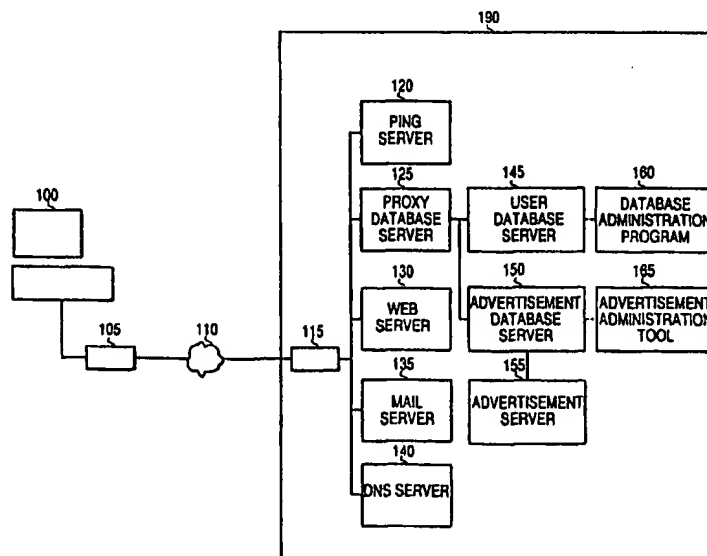 190
120
PING
SERVER
125
PROXY
DATABASE
SERVER
145
USER
DATABASE
SERVER
160
DATABASE
ADMINISTRATION
PROGRAM
100
130
WEB
SERVER
150
ADVERTISEMENT
DATABASE
SERVER
165
ADVERTISEMENT
ADMINISTRATION
TOOL
105
110
115
135
MAIL
SERVER
155
ADVERTISEMENT
SERVER
140
DNS SERVER